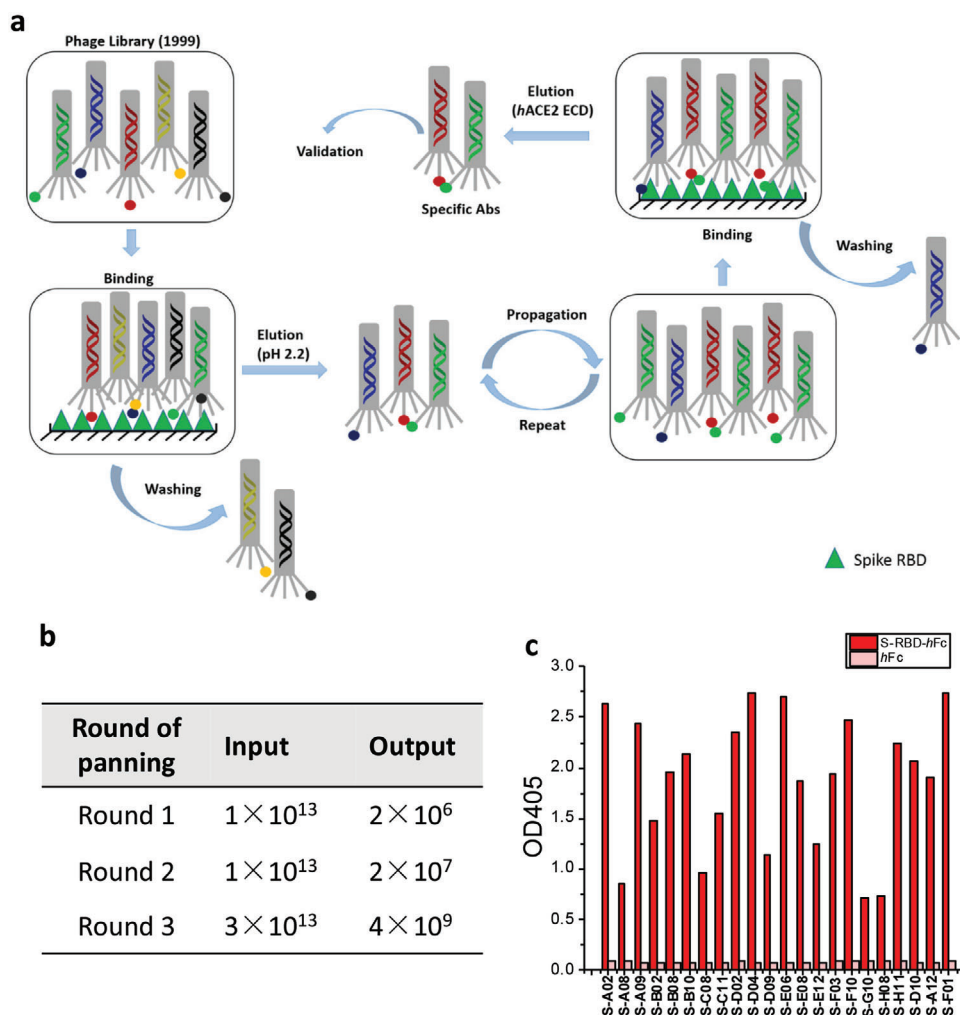 a
Phage Library (1999)
Binding
Washing
Elution
(pH 2.2)
Propagation
Repeat
Binding
Washing
Elution
(hACE2 ECD)
Specific Abs
Validation
Spike RBD
b
Round of panning Input Output
Round 1 1×10¹³ 2×10⁶
Round 2 1×10¹³ 2×10⁷
Round 3 3×10¹³ 4×10⁹
c
S-RBD-hFc
hFc
OD405
3.0
2.5
2.0
1.5
1.0
0.5
0.0
S-A02
S-A08
S-A09
S-B02
S-B08
S-B10
S-C08
S-C11
S-D02
S-D04
S-D09
S-E06
S-E08
S-E12
S-F03
S-F10
S-G10
S-H08
S-H11
S-D10
S-A12
S-F01